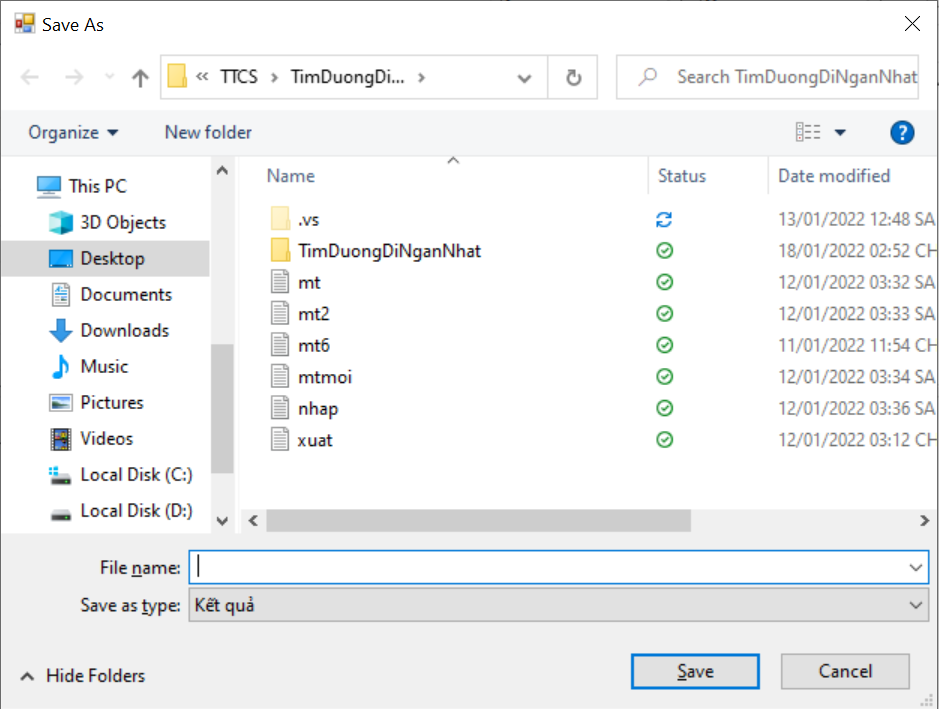 Save As
« TTCS > TimDuongDi... >
Search TimDuongDiNganNhat
Organize
New folder
?
Name Status Date modified
This PC
3D Objects
Desktop
Documents
Downloads
Music
Pictures
Videos
Local Disk (C:)
Local Disk (D:)
.vs 13/01/2022 12:48 SA
TimDuongDiNganNhat 18/01/2022 02:52 CH
mt 12/01/2022 03:32 SA
mt2 12/01/2022 03:33 SA
mt6 11/01/2022 11:54 CH
mtmoi 12/01/2022 03:34 SA
nhap 12/01/2022 03:36 SA
xuat 12/01/2022 03:12 CH
File name:
Save as type: Kết quả
Hide Folders
Save
Cancel